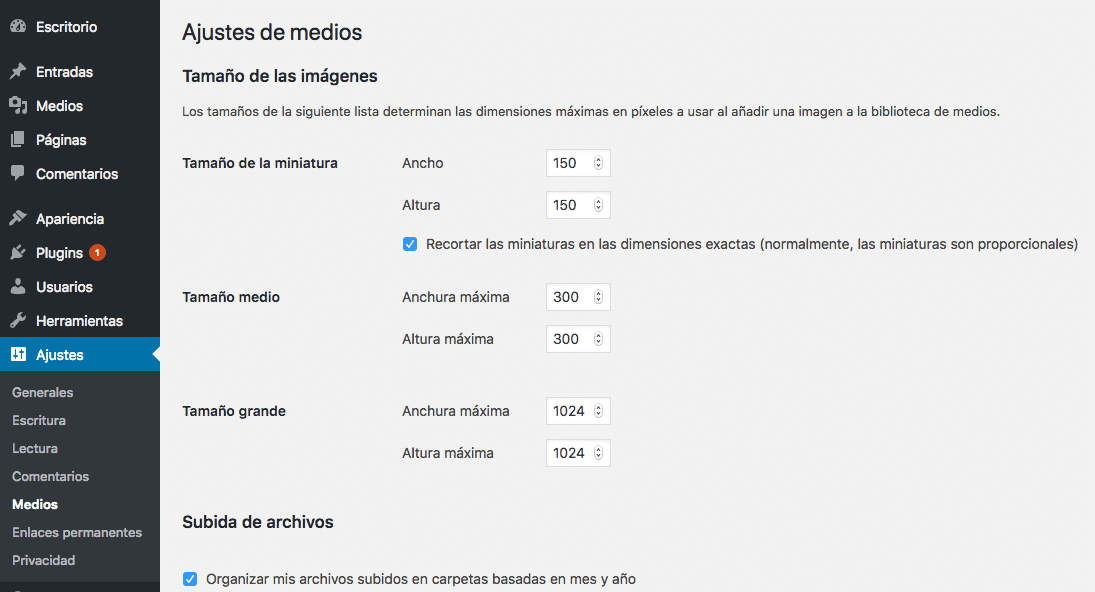 Escritorio
Entradas
Medios
Páginas
Comentarios
Apariencia
Plugins 1
Usuarios
Herramientas
Ajustes
Generales
Escritura
Lectura
Comentarios
Medios
Enlaces permanentes
Privacidad
Ajustes de medios
Tamaño de las imágenes
Los tamaños de la siguiente lista determinan las dimensiones máximas en píxeles a usar al añadir una imagen a la biblioteca de medios.
Tamaño de la miniatura Ancho 150
Altura 150
Recortar las miniaturas en las dimensiones exactas (normalmente, las miniaturas son proporcionales)
Tamaño medio Anchura máxima 300
Altura máxima 300
Tamaño grande Anchura máxima 1024
Altura máxima 1024
Subida de archivos
Organizar mis archivos subidos en carpetas basadas en mes y año